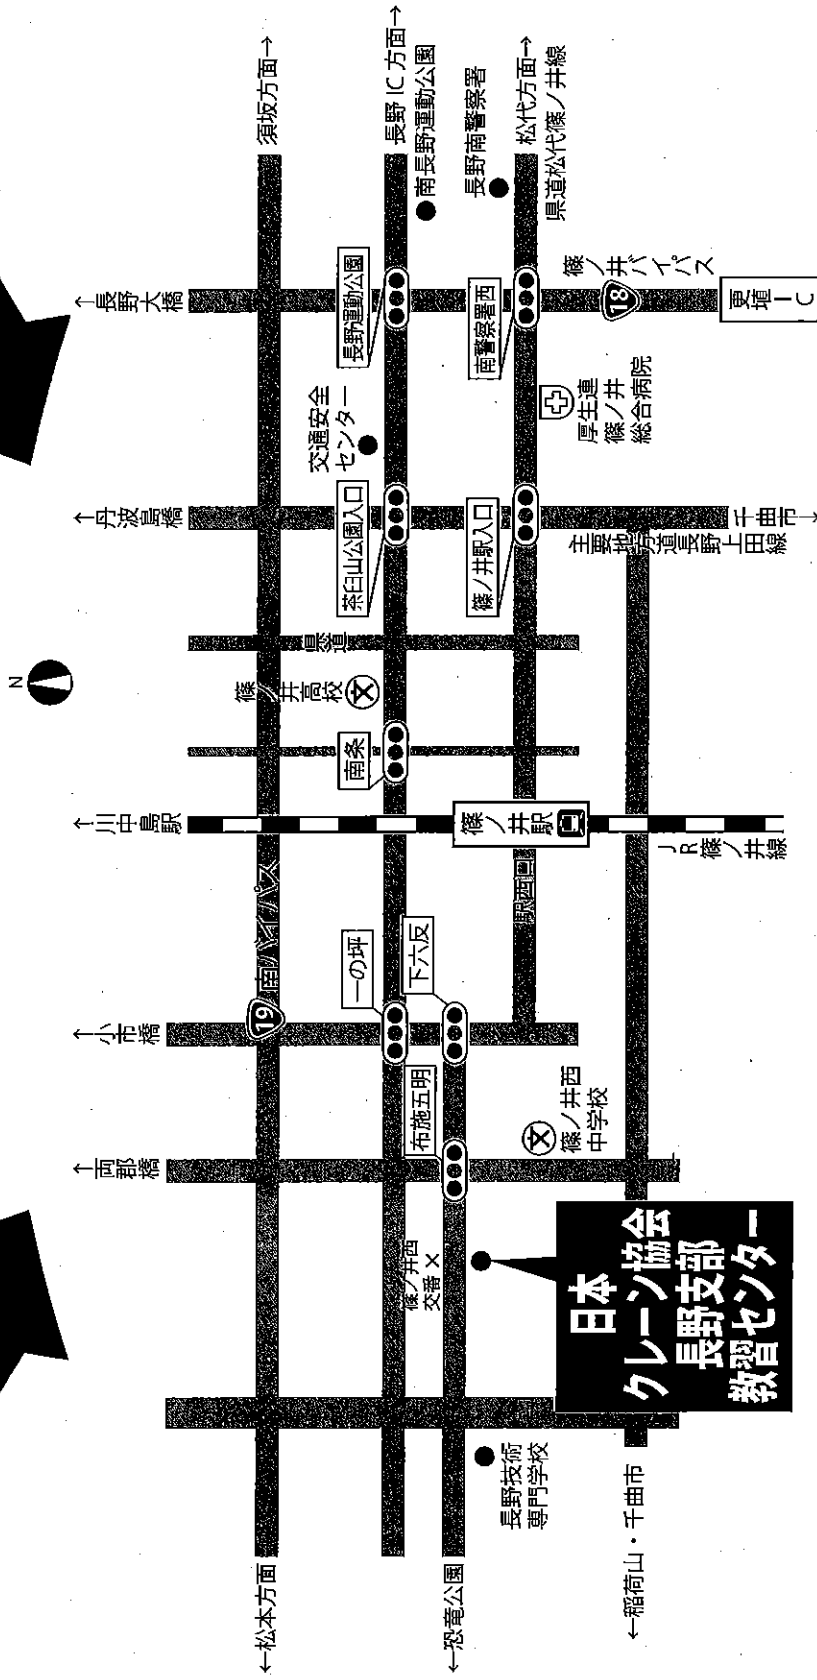 N
↑長野大橋
↑丹波島橋
↑川中島駅
↑小市橋
↑両郡橋
←松本方面
19
南バイパス
須坂方面→
県道
篠ノ井高校
文
交通安全
センター
長野運動公園
茶臼山公園入口
南条
一の坪
長野IC方面→
南長野運動公園
下六反
布施五明
篠ノ井西
交番
×
←恐竜公園
長野南警察署
南警察署西
篠ノ井駅入口
篠ノ井駅
駅西口
松代方面→
県道松代篠ノ井線
厚生連
篠ノ井
総合病院
18
篠ノ井バイパス
更埴IC
文
篠ノ井西
中学校
長野技術
専門学校
日本
クレーン協会
長野支部
教習センター
←稲荷山・千曲市
JR篠ノ井線
主要地方道長野上田線
千曲市→